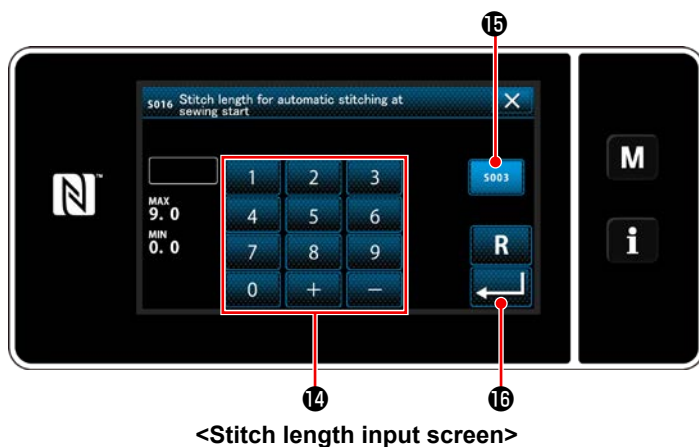 ⓯
S016 Stitch length for automatic stitching at
sewing start
X
1 2 3
S003
MAX
9. 0
4 5 6
MIN
0. 0
7 8 9
R
0 + −
M
i
N
⓮
⓰
<Stitch length input screen>